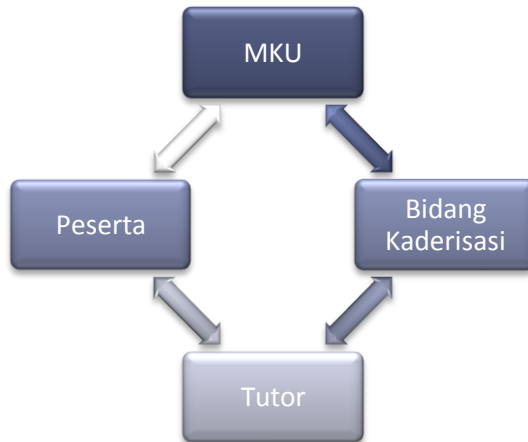 MKU
Peserta
Bidang
Kaderisasi
Tutor